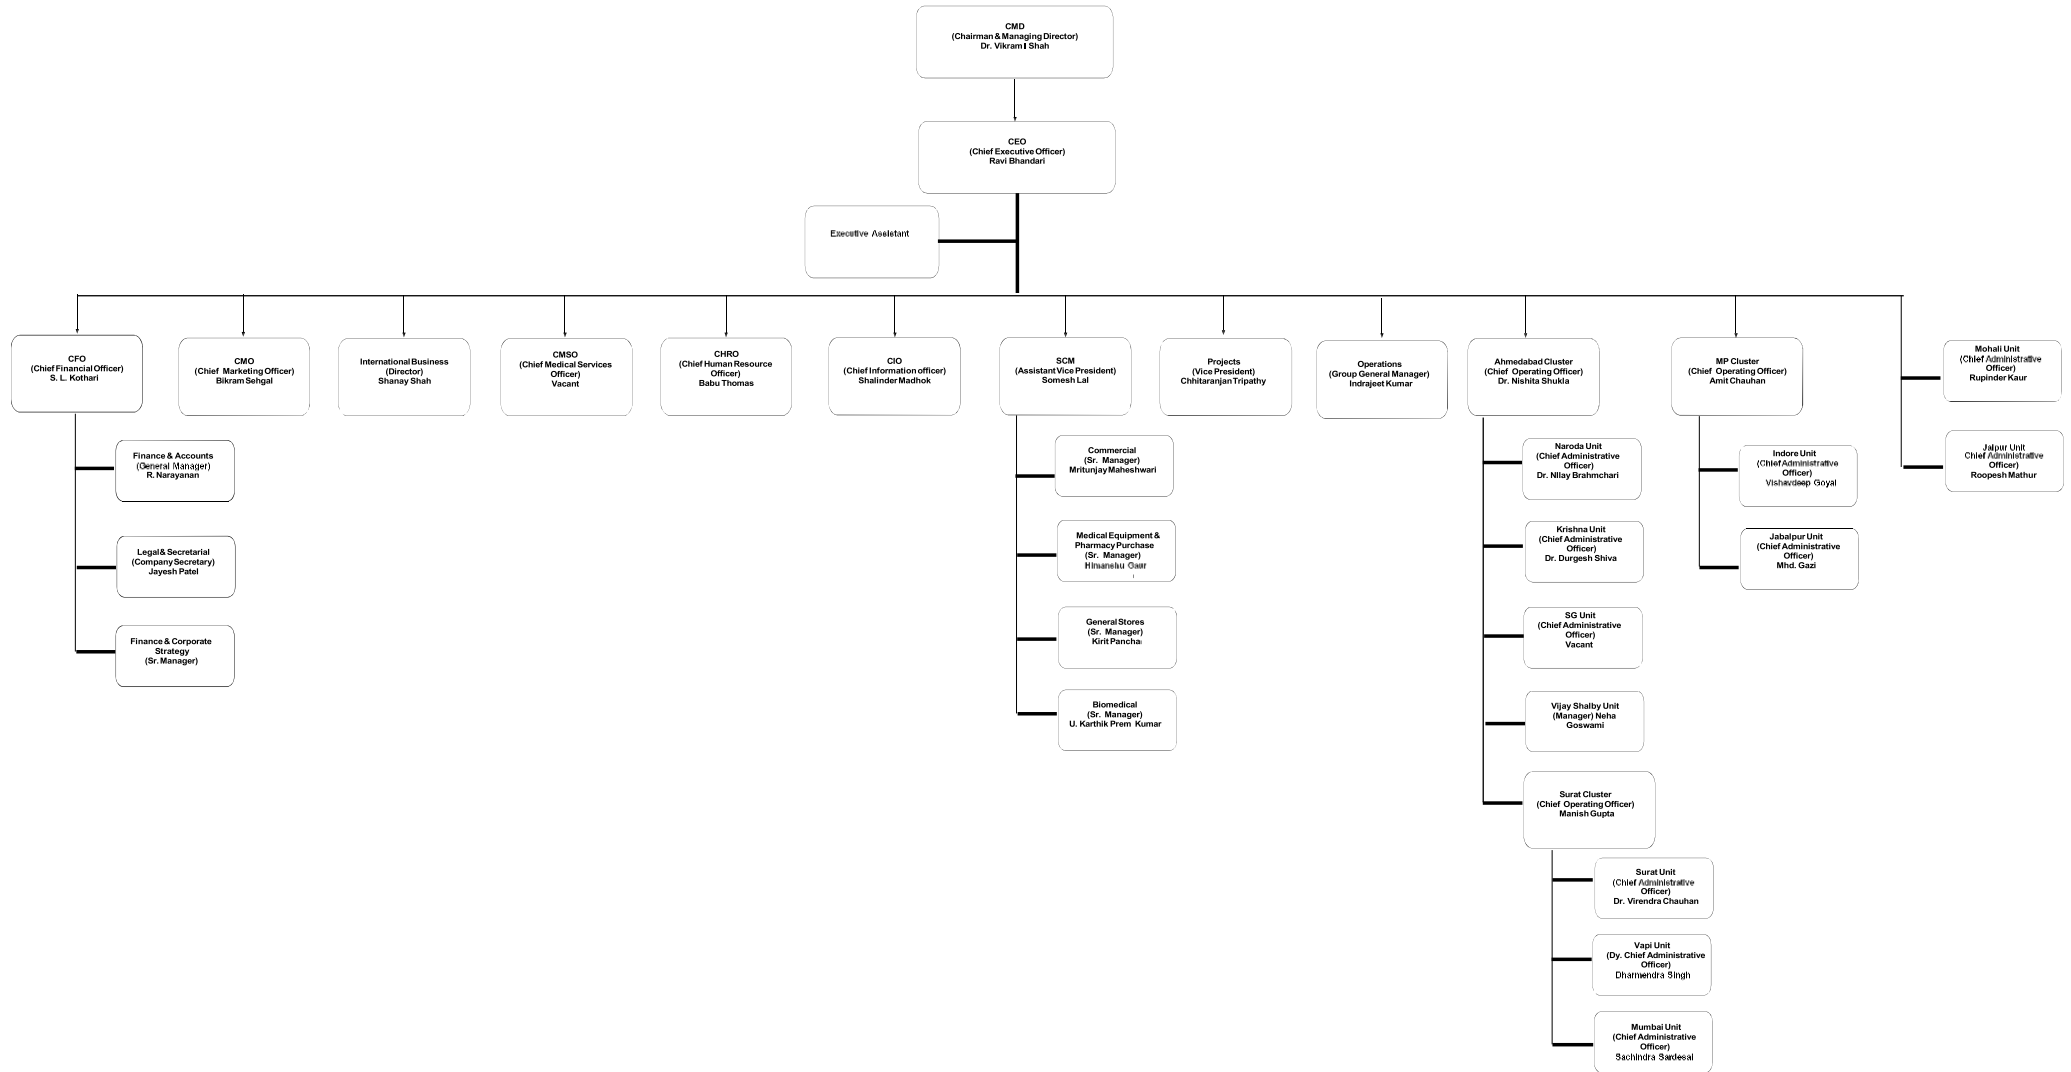 CMD
(Chairman & Managing Director)
Dr. Vikram I Shah
CEO
(Chief Executive Officer)
Ravi Bhandari
Executive Assistant
CFO
(Chief Financial Officer)
S. L. Kothari
CMO
(Chief Marketing Officer)
Bikram Sehgal
International Business
(Director)
Shanay Shah
CMSO
(Chief Medical Services
Officer)
Vacant
CHRO
(Chief Human Resource
Officer)
Babu Thomas
CIO
(Chief Information officer)
Shalinder Madhok
SCM
(Assistant Vice President)
Somesh Lal
Projects
(Vice President)
Chhitaranjan Tripathy
Operations
(Group General Manager)
Indrajeet Kumar
Ahmedabad Cluster
(Chief Operating Officer)
Dr. Nishita Shukla
MP Cluster
(Chief Operating Officer)
Amit Chauhan
Mohali Unit
(Chief Administrative
Officer)
Rupinder Kaur
Jaipur Unit
Chief Administrative
Officer)
Roopesh Mathur
Finance & Accounts
(General Manager)
R. Narayanan
Legal & Secretarial
(Company Secretary)
Jayesh Patel
Finance & Corporate
Strategy
(Sr. Manager)
Commercial
(Sr. Manager)
Mritunjay Maheshwari
Medical Equipment &
Pharmacy Purchase
(Sr. Manager)
Himanshu Gaur
General Stores
(Sr. Manager)
Kirit Pancha
Biomedical
(Sr. Manager)
U. Karthik Prem Kumar
Naroda Unit
(Chief Administrative
Officer)
Dr. Nilay Brahmchari
Krishna Unit
(Chief Administrative
Officer)
Dr. Durgesh Shiva
SG Unit
(Chief Administrative
Officer)
Vacant
Vijay Shalby Unit
(Manager) Neha
Goswami
Surat Cluster
(Chief Operating Officer)
Manish Gupta
Surat Unit
(Chief Administrative
Officer)
Dr. Virendra Chauhan
Vapi Unit
(Dy. Chief Administrative
Officer)
Dharmendra Singh
Mumbai Unit
(Chief Administrative
Officer)
Sachindra Sardesai
Indore Unit
(Chief Administrative
Officer)
Vishavdeep Goyal
Jabalpur Unit
(Chief Administrative
Officer)
Mhd. Gazi